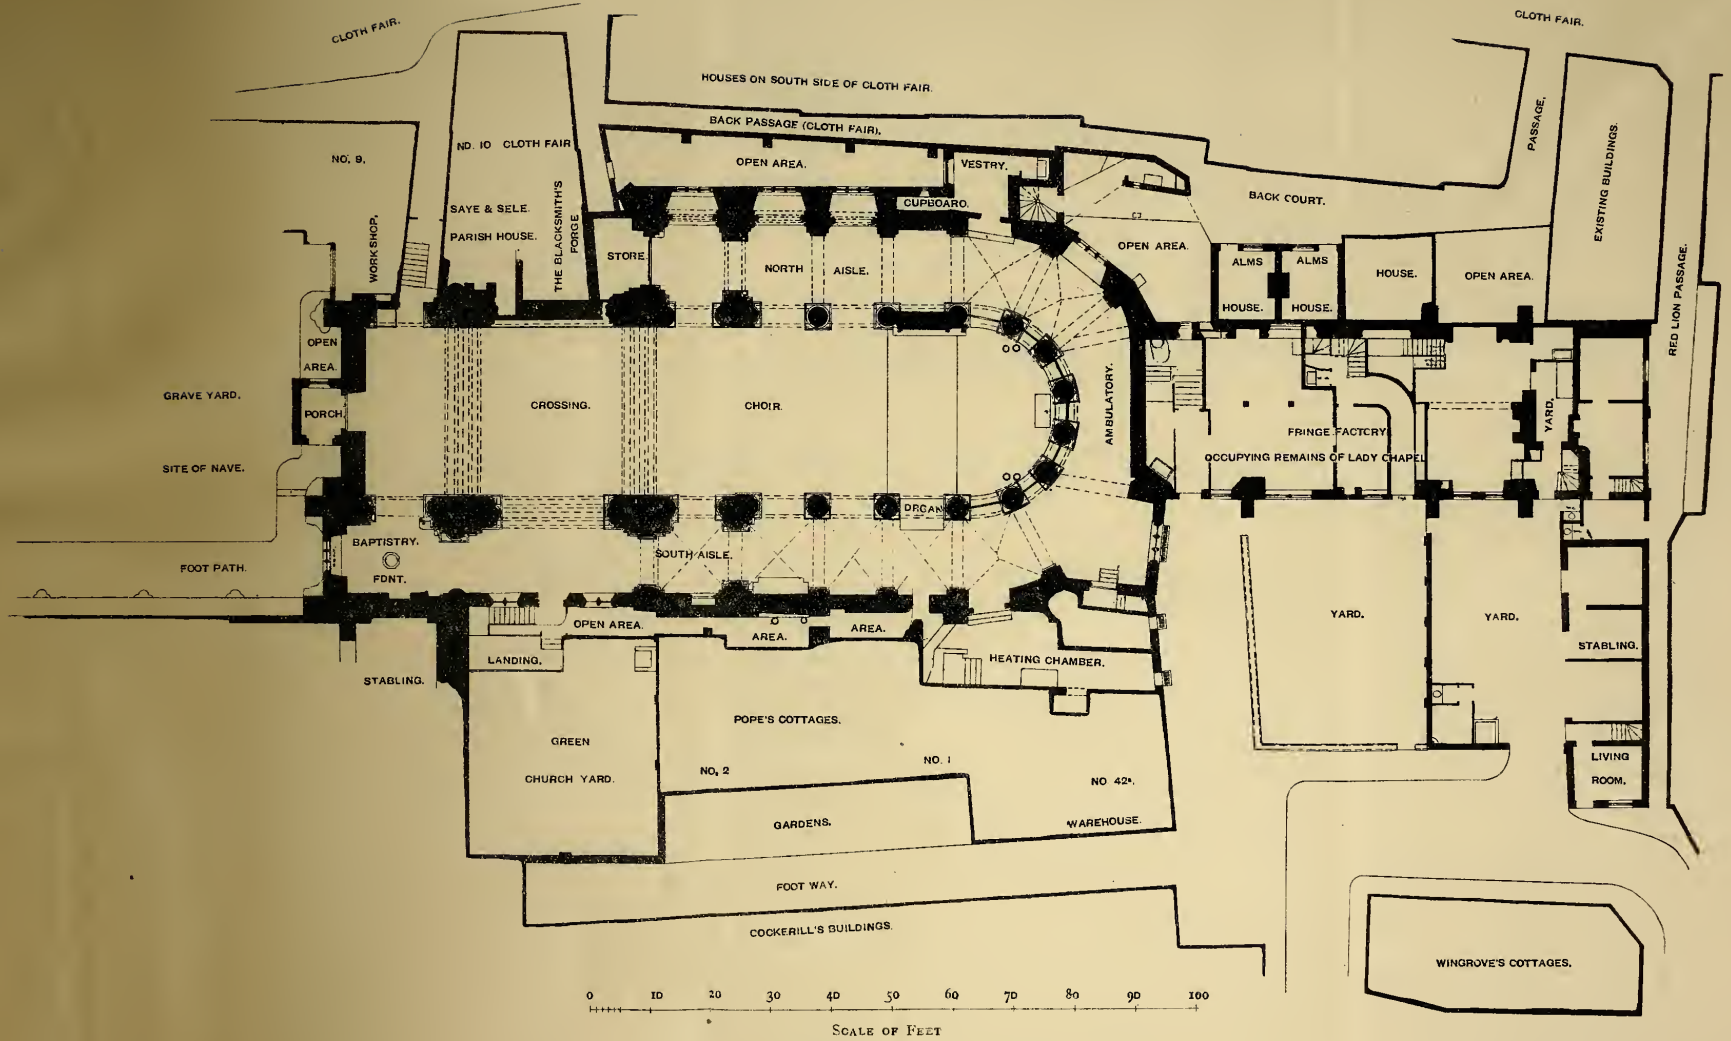 CLOTH FAIR.
CLOTH FAIR.
HOUSES ON SOUTH SIDE OF CLOTH FAIR.
BACK PASSAGE (CLOTH FAIR).
PASSAGE.
EXISTING BUILDINGS.
RED LION PASSAGE.
NO. 9,
WORKSHOP.
NO. 10 CLOTH FAIR
SAYE & SELE.
PARISH HOUSE.
THE BLACKSMITH'S
FORGE
OPEN AREA.
VESTRY.
CUPBOARD.
STORE.
NORTH AISLE.
OPEN AREA.
BACK COURT.
ALMS
HOUSE.
ALMS
HOUSE.
HOUSE.
OPEN AREA.
OPEN
AREA.
GRAVE YARD.
PORCH
CROSSING.
CHOIR.
AMBULATORY.
YARD.
FRINGE FACTORY
OCCUPYING REMAINS OF LADY CHAPEL
SITE OF NAVE.
ORGAN
BAPTISTRY.
FONT.
SOUTH AISLE.
FOOT PATH.
OPEN AREA.
AREA.
AREA.
YARD.
YARD.
STABLING.
LANDING.
HEATING CHAMBER.
STABLING.
POPE'S COTTAGES.
GREEN
CHURCH YARD.
NO. 2
NO. 1
NO 42a.
WAREHOUSE.
LIVING
ROOM.
GARDENS.
FOOT WAY.
COCKERILL'S BUILDINGS.
WINGROVE'S COTTAGES.
0 10 20 30 40 50 60 70 80 90 100
SCALE OF FEET